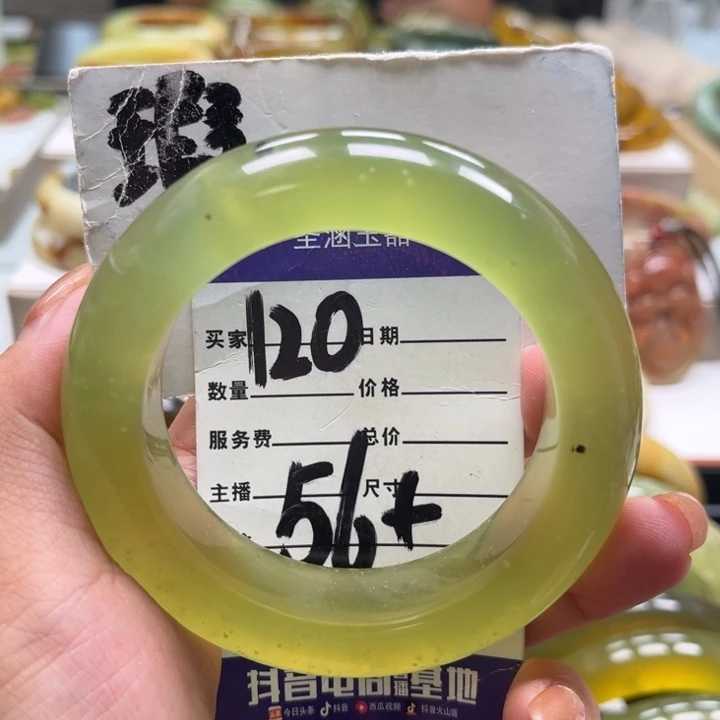 全涵玉品
买家 120 日期
数量 价格
服务费 总价
主播 尺寸
56+
抖音电商直播基地
今日头条 抖音 西瓜视频 抖音火山版